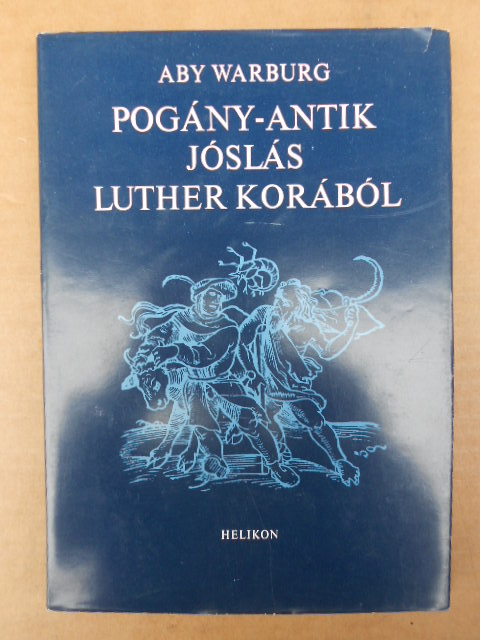 ABY WARBURG
POGÁNY-ANTIK
JÓSLÁS
LUTHER KORÁBÓL
HELIKON